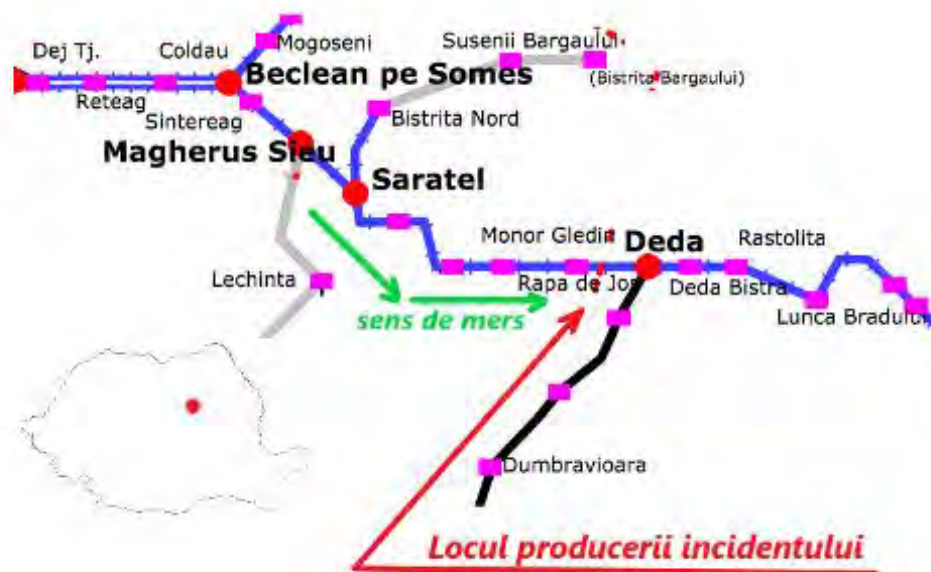 Dej Tj.
Coldau
Mogoseni
Susenii Bargaului
Beclean pe Somes
(Bistrita Bargaului)
Reteag
Sintereag
Bistrita Nord
Magherus Sieu
Saratel
Monor Gledin
Deda
Rastolita
Lechinta
Rapa de Jos
Deda Bistra
sens de mers
Lunca Bradului
Dumbravioara
Locul producerii incidentului